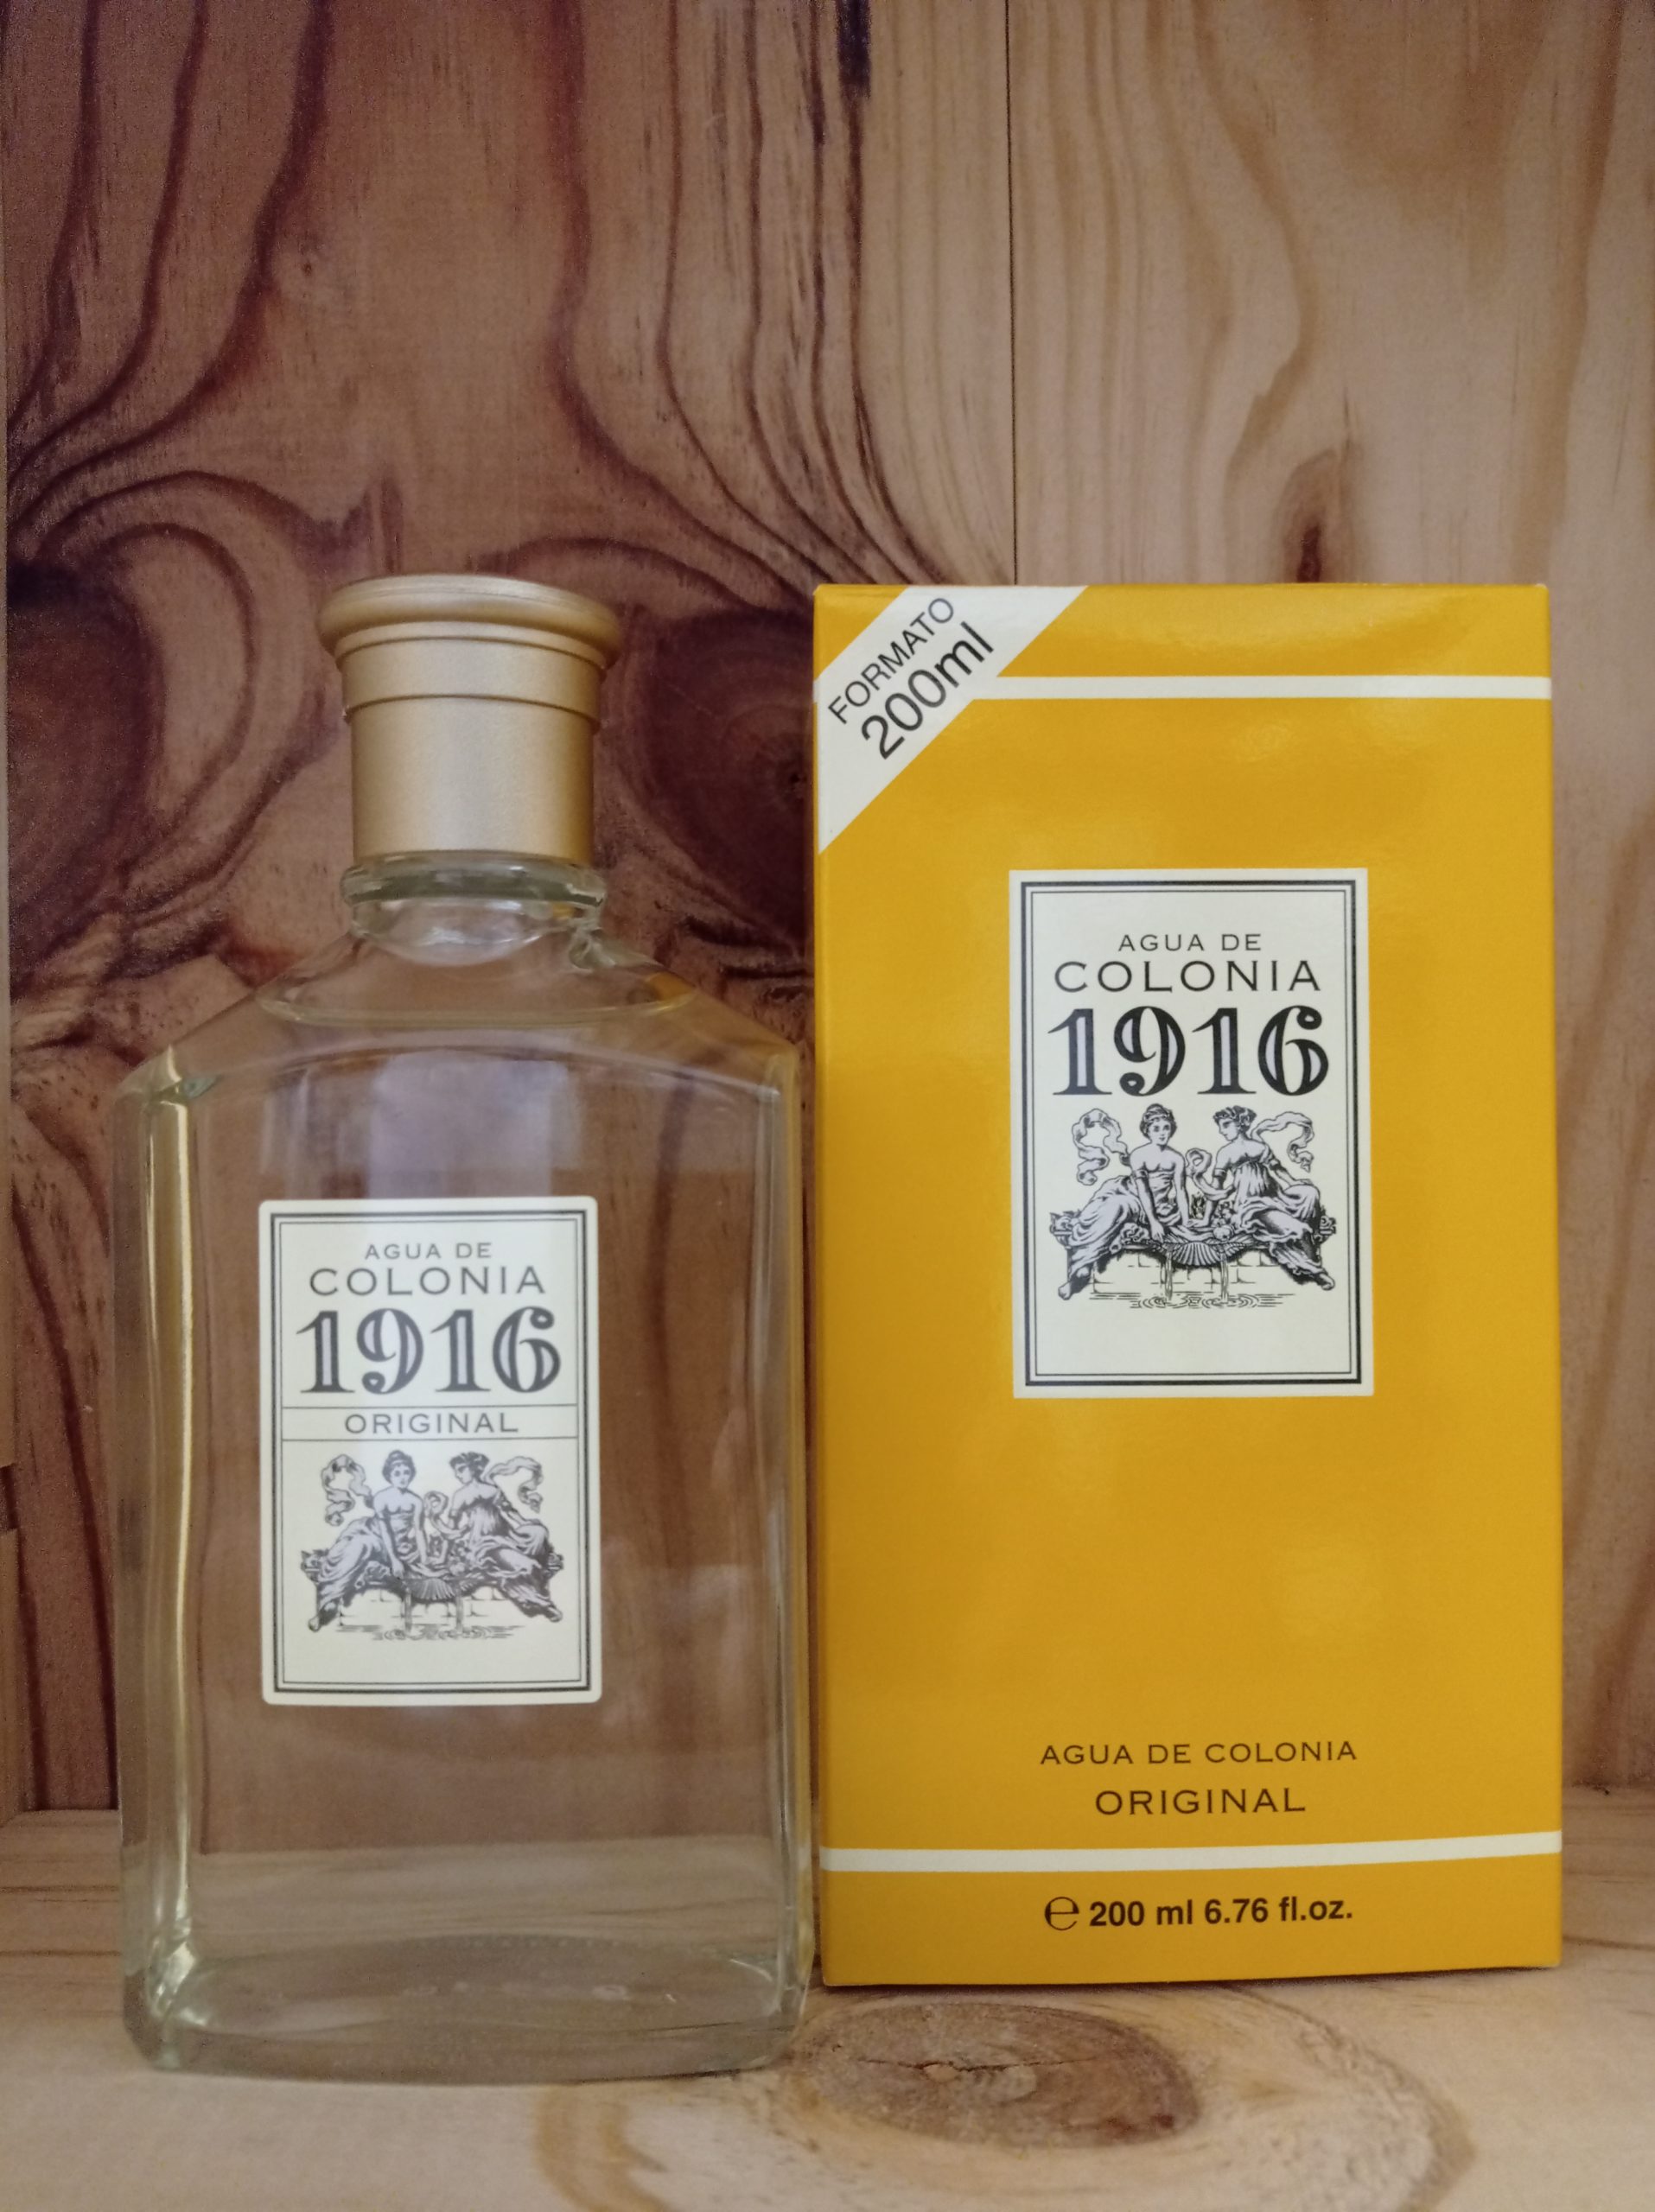 AGUA DE
COLONIA
1916
ORIGINAL
FORMATO
200ml
AGUA DE
COLONIA
1916
AGUA DE COLONIA
ORIGINAL
℮ 200 ml 6.76 fl.oz.